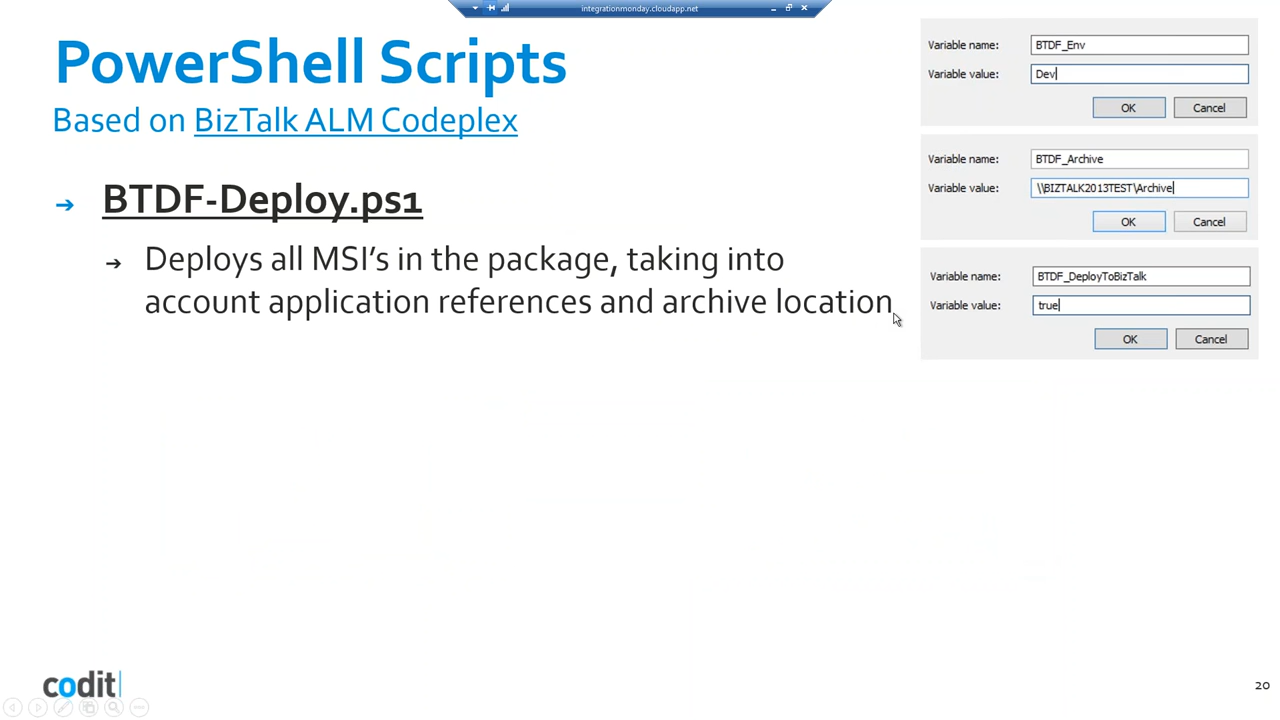 integrationmonday.cloudapp.net
PowerShell Scripts
Based on BizTalk ALM Codeplex
➔ BTDF-Deploy.ps1
➔ Deploys all MSI's in the package, taking into
account application references and archive location
Variable name: BTDF_Env
Variable value: Dev
OK Cancel
Variable name: BTDF_Archive
Variable value: \\BIZTALK2013TEST\Archive
OK Cancel
Variable name: BTDF_DeployToBizTalk
Variable value: true
OK Cancel
codit
20